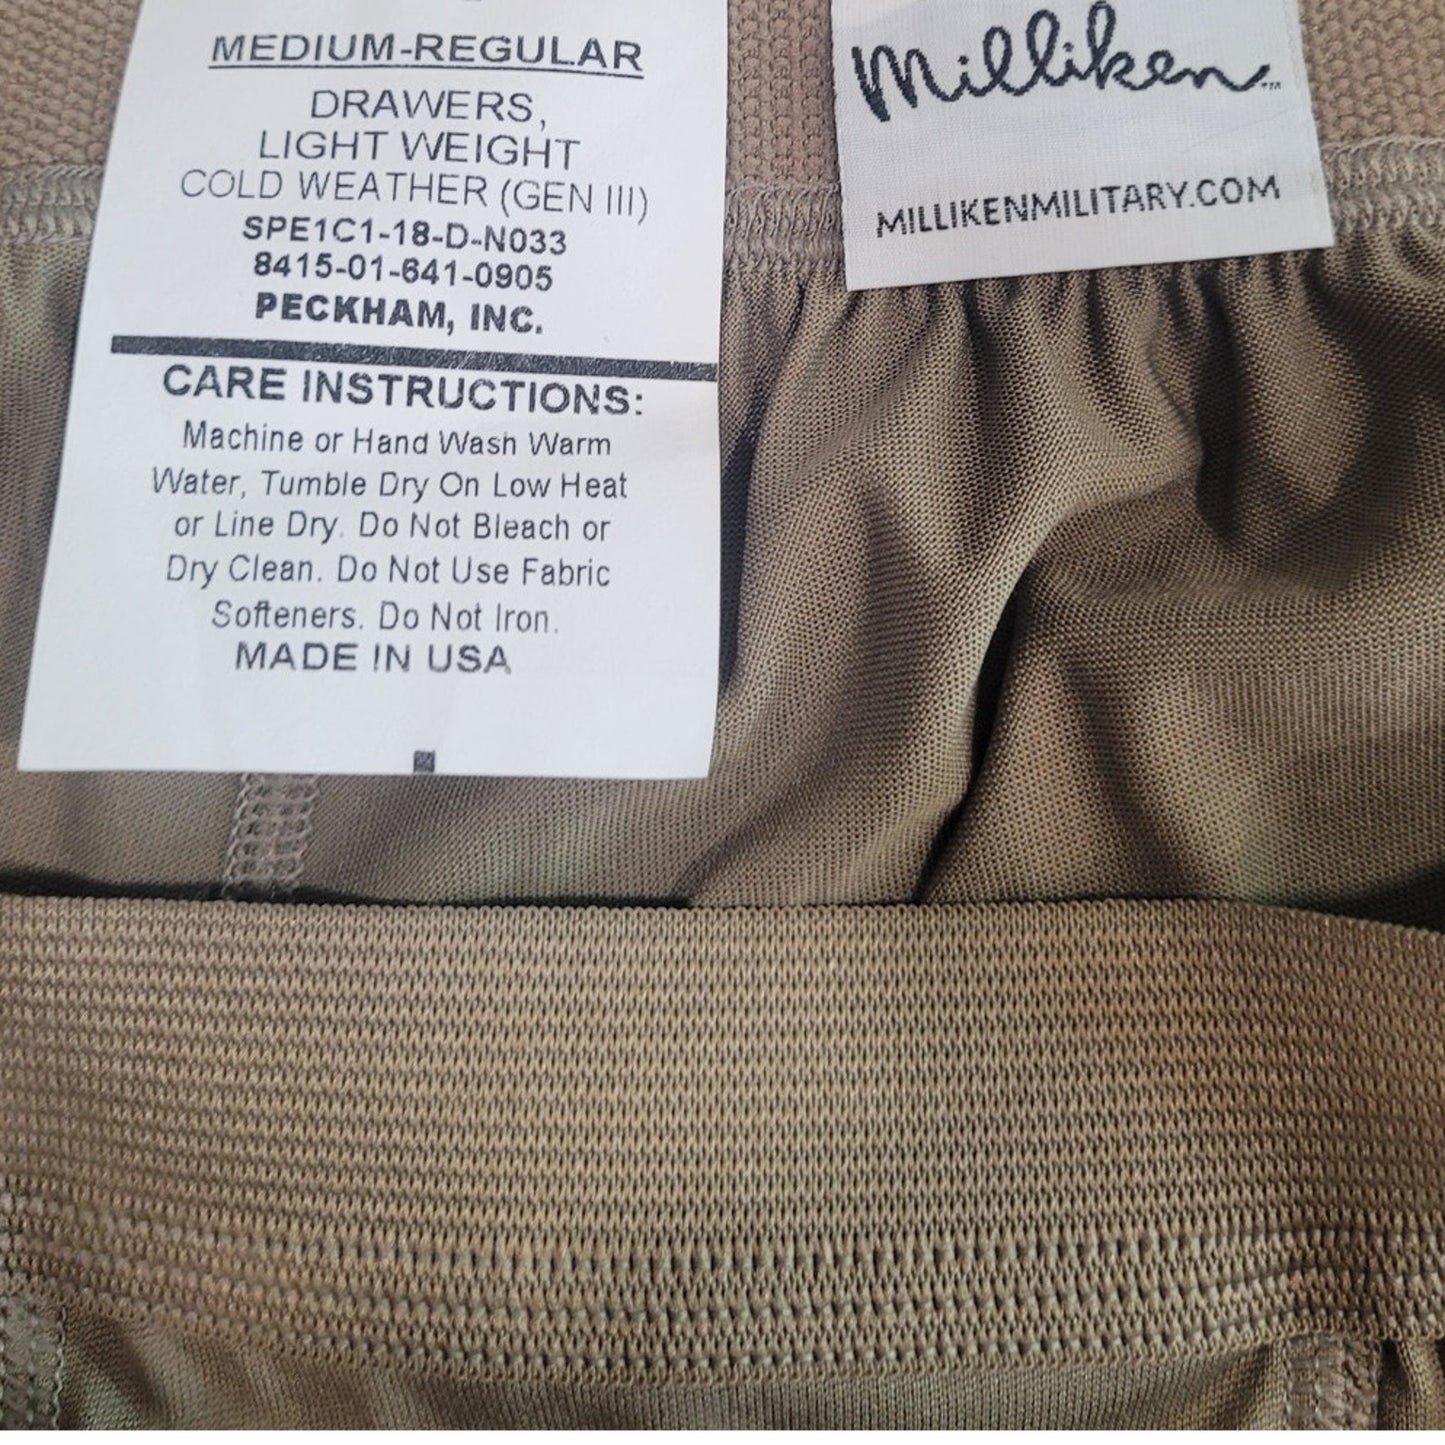 MEDIUM-REGULAR
DRAWERS,
LIGHT WEIGHT
COLD WEATHER (GEN III)
SPE1C1-18-D-N033
8415-01-641-0905
PECKHAM, INC.
CARE INSTRUCTIONS:
Machine or Hand Wash Warm
Water, Tumble Dry On Low Heat
or Line Dry. Do Not Bleach or
Dry Clean. Do Not Use Fabric
Softeners. Do Not Iron.
MADE IN USA
Milliken™
MILLIKENMILITARY.COM